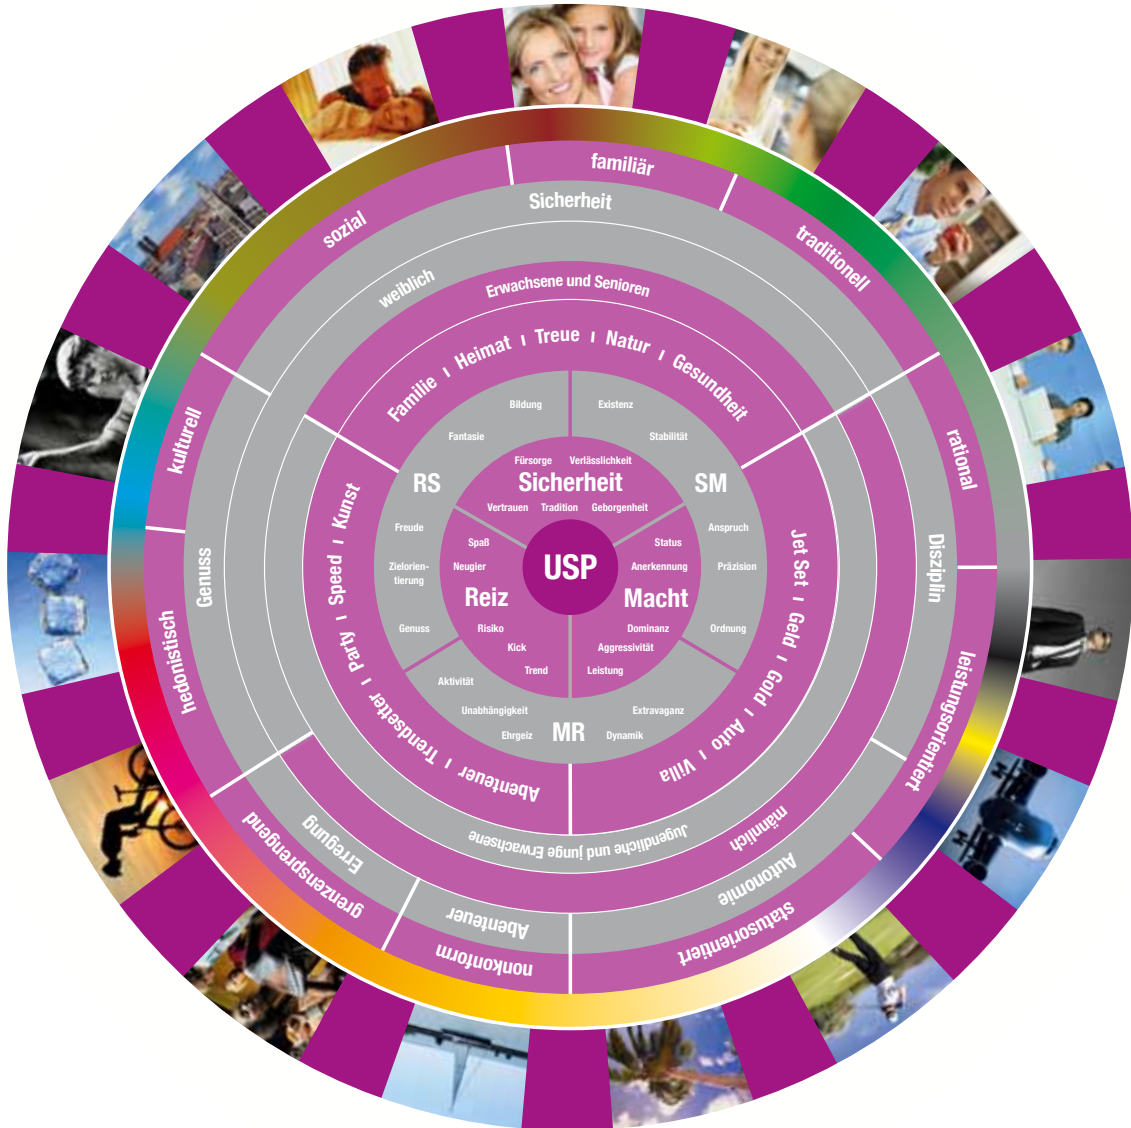 familiär
traditionell
rational
leistungsorientiert
statusorientiert
nonkonform
grenzensprengend
hedonistisch
kulturell
sozial
Sicherheit
Disziplin
Autonomie
Abenteuer
Erregung
Genuss
weiblich
männlich
Erwachsene und Senioren
Jugendliche und junge Erwachsene
Familie ı Heimat ı Treue ı Natur ı Gesundheit
Jet Set ı Geld ı Gold ı Auto ı Villa
Abenteuer ı Trendsetter ı Party ı Speed ı Kunst
Bildung
Existenz
Fantasie
Stabilität
RS
SM
Freude
Anspruch
Zielorien-
tierung
Präzision
Genuss
Ordnung
Aktivität
Unabhängigkeit
Extravaganz
Ehrgeiz
MR
Dynamik
Fürsorge
Verlässlichkeit
Sicherheit
Vertrauen
Tradition
Geborgenheit
Spaß
Neugier
Reiz
Risiko
Kick
Trend
Status
Anerkennung
Macht
Dominanz
Aggressivität
Leistung
USP